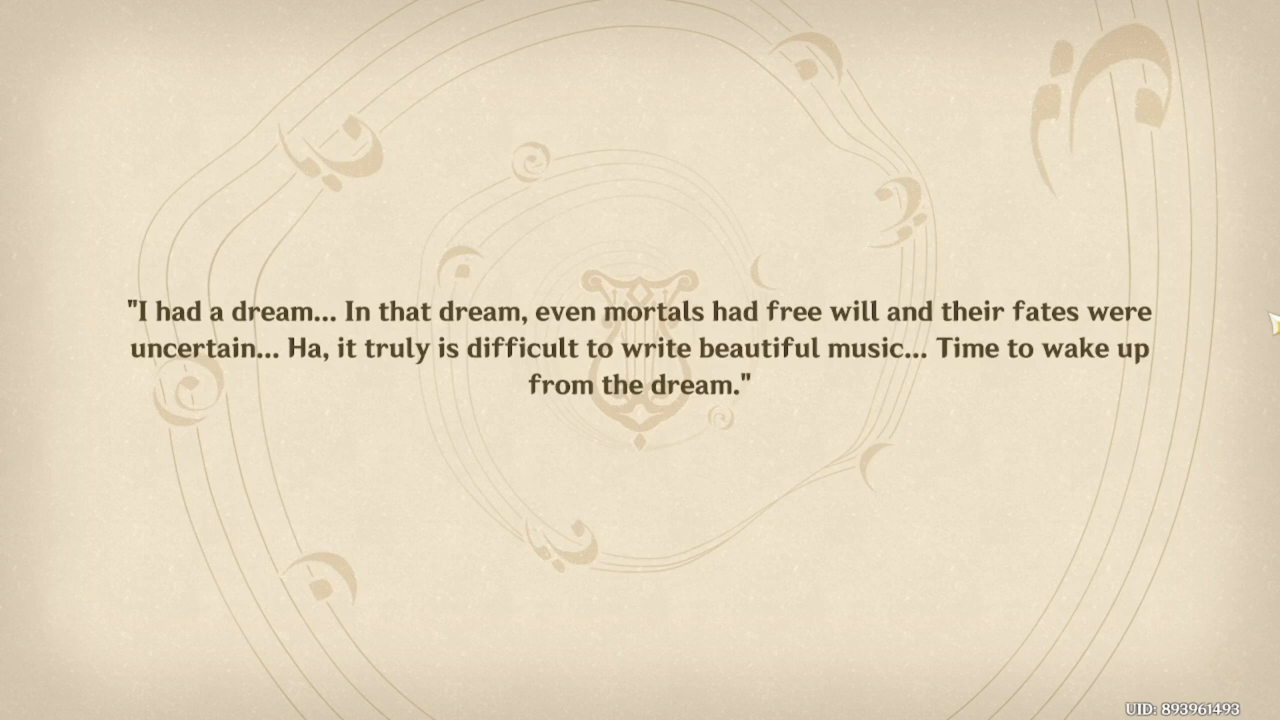 "I had a dream... In that dream, even mortals had free will and their fates were
uncertain... Ha, it truly is difficult to write beautiful music... Time to wake up
from the dream."
UID: 893961493